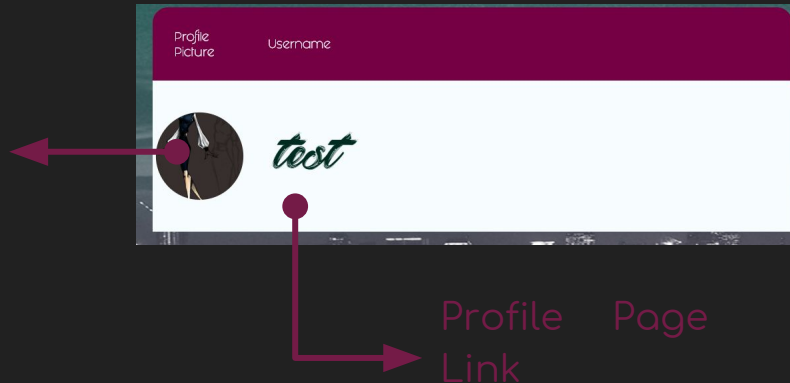 Profile
Picture
Username
test
Profile Page
Link